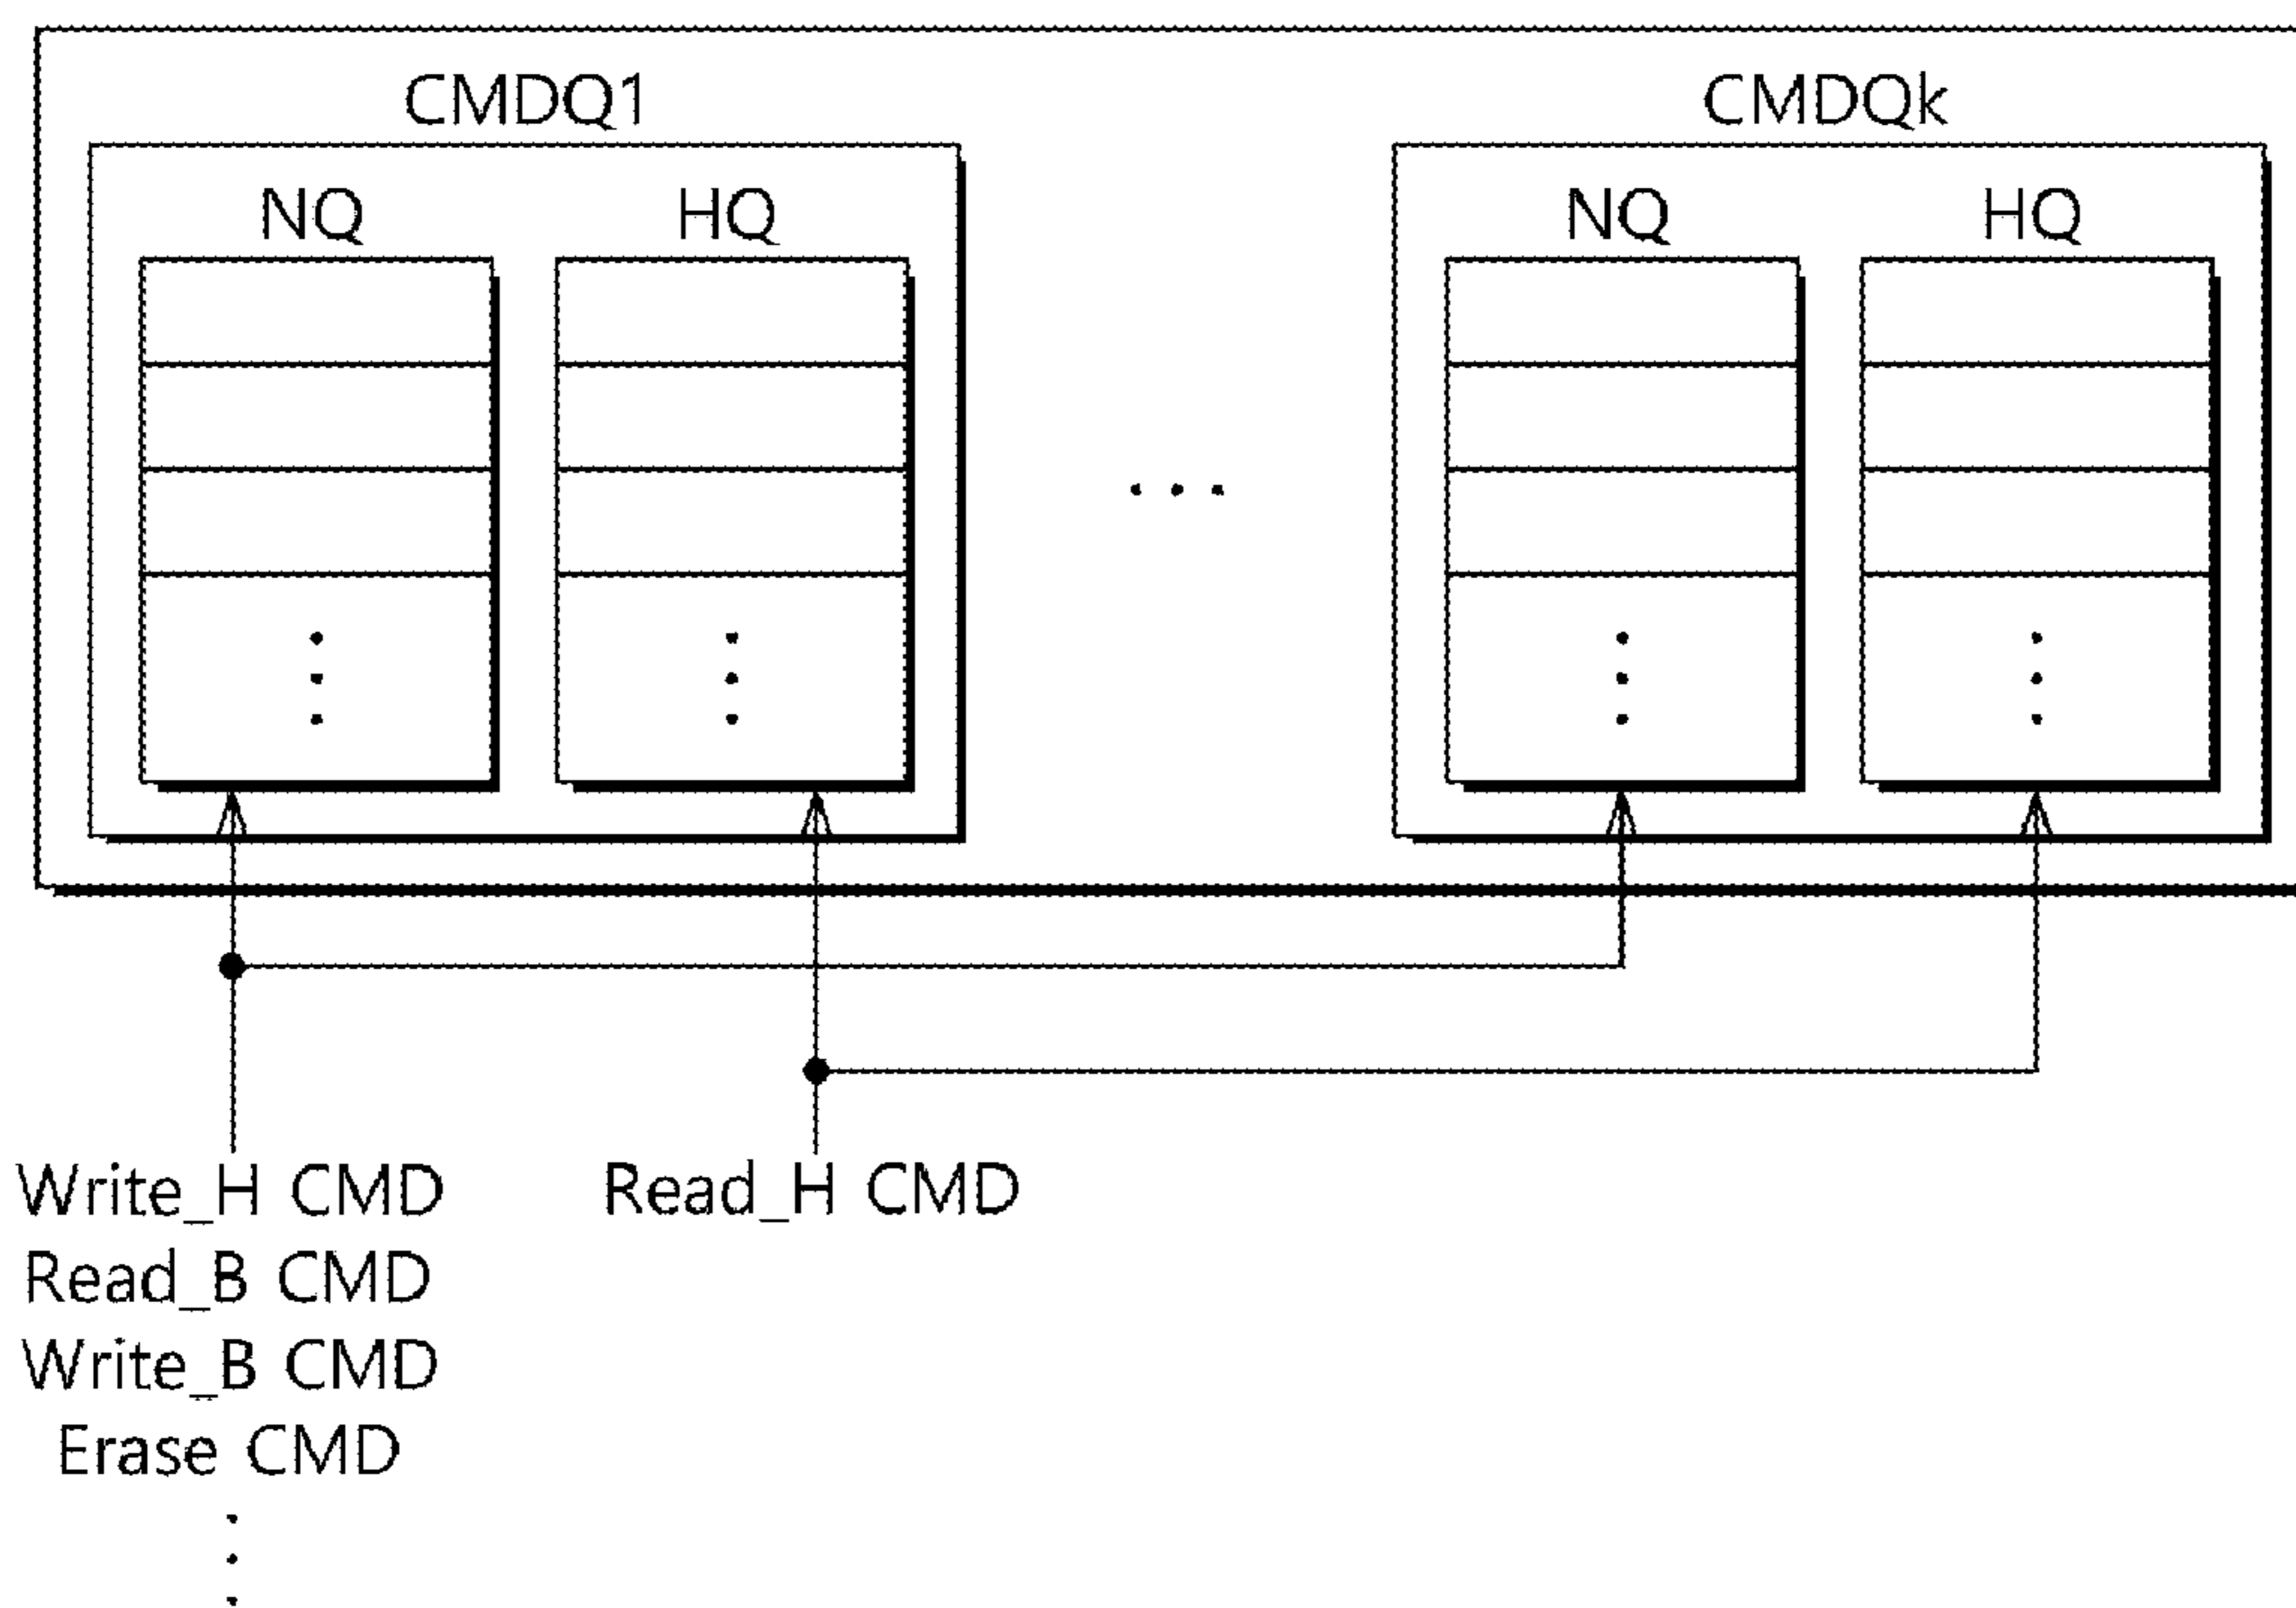 CMDQ1 CMDQk
NQ HQ NQ HQ
Write_H CMD Read_H CMD
Read_B CMD
Write_B CMD
Erase CMD